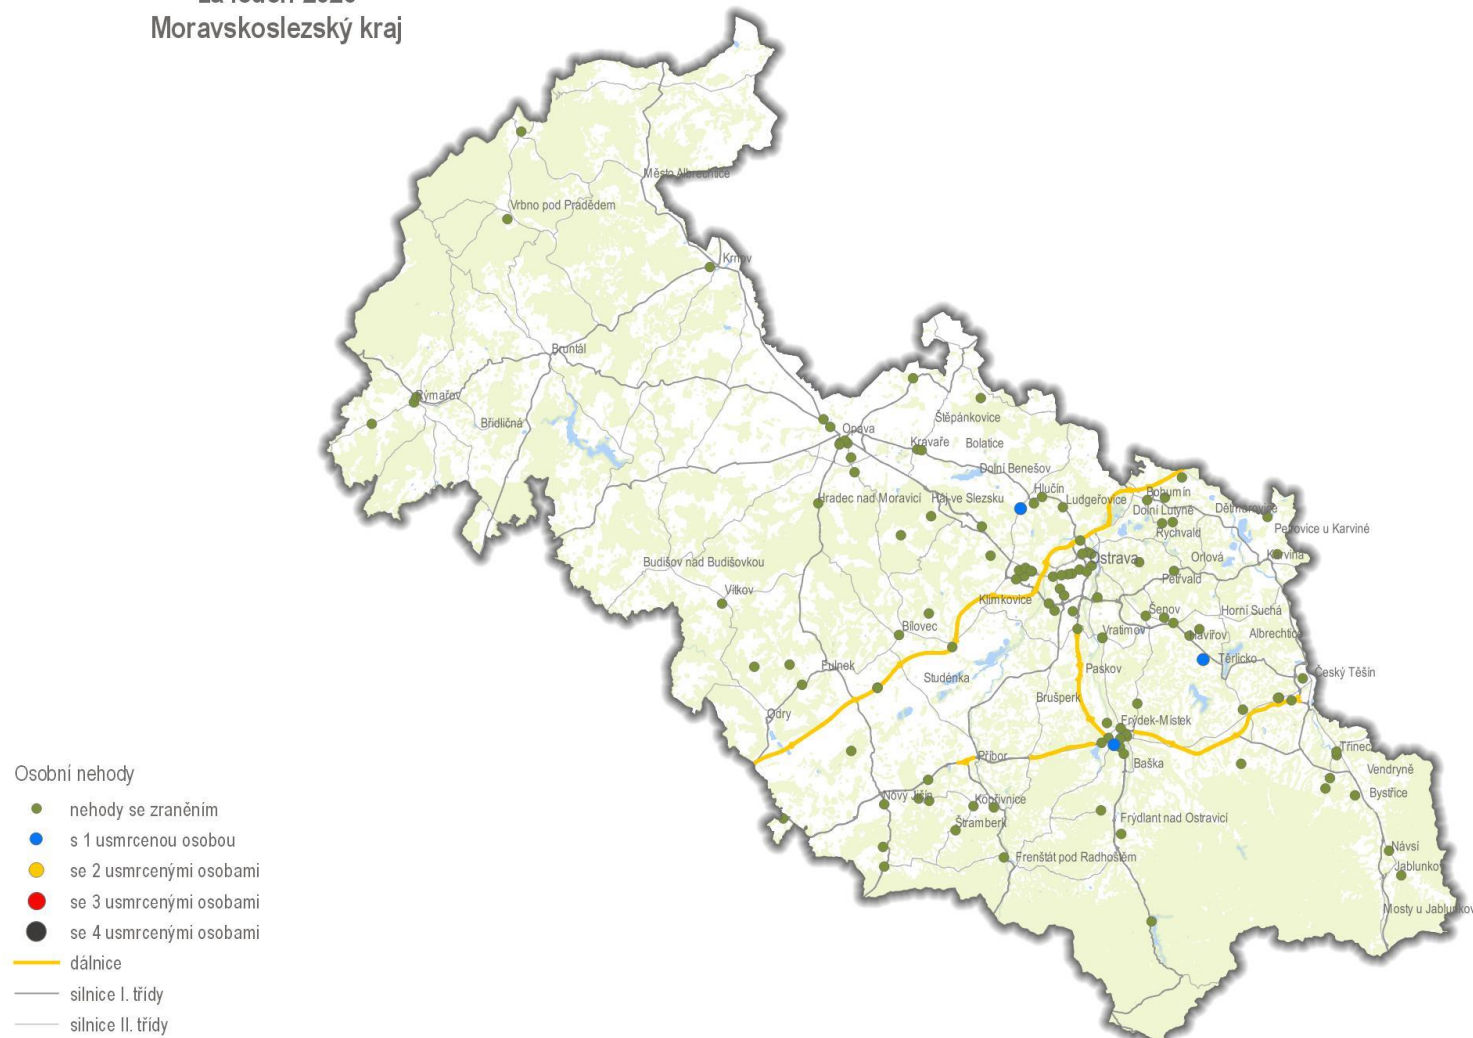 Moravskoslezský kraj
Město Albrechtice
Vrbno pod Pradědem
Krnov
Bruntál
Rýmařov
Břidličná
Opava
Štěpánkovice
Kravaře
Bolatice
Dolní Benešov
Hlučín
Ludgeřovice
Bohumín
Dolní Lutyně
Dětmarovice
Rychvald
Petrovice u Karviné
Hradec nad Moravicí
Háj ve Slezsku
Ostrava
Orlová
Karviná
Petřvald
Budišov nad Budišovkou
Vítkov
Klimkovice
Šenov
Horní Suchá
Bílovec
Vratimov
Havířov
Albrechtice
Těrlicko
Fulnek
Studénka
Paskov
Český Těšín
Brušperk
Odry
Frýdek-Místek
Třinec
Příbor
Baška
Vendryně
Bystřice
Nový Jičín
Kopřivnice
Štramberk
Frýdlant nad Ostravicí
Frenštát pod Radhoštěm
Návsí
Jablunkov
Mosty u Jablunkov
Osobní nehody
nehody se zraněním
s 1 usmrcenou osobou
se 2 usmrcenými osobami
se 3 usmrcenými osobami
se 4 usmrcenými osobami
dálnice
silnice I. třídy
silnice II. třídy